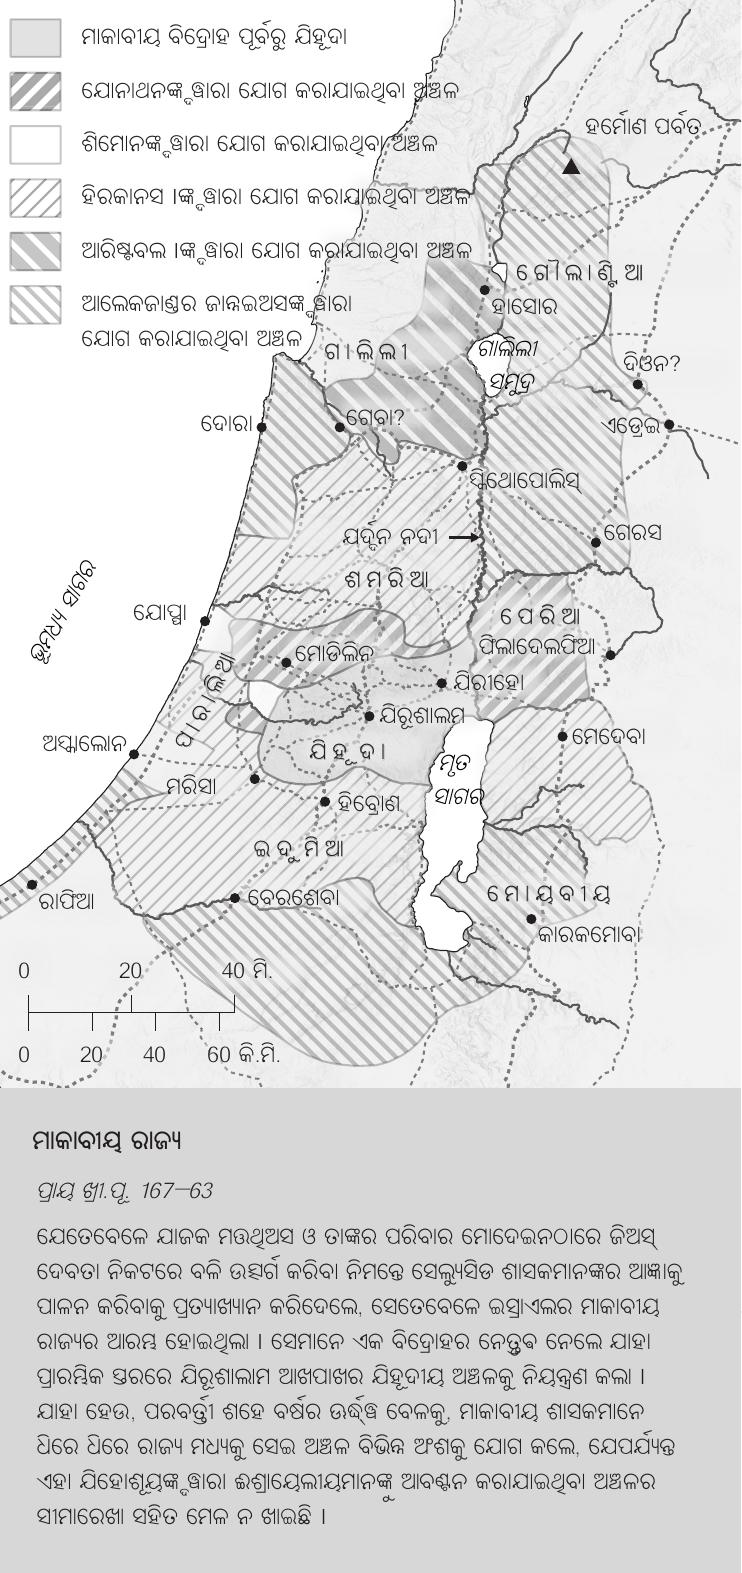 ମାକାବୀୟ ବିଦ୍ରୋହ ପୂର୍ବରୁ ଯିହୂଦା
ଯୋନାଥନଙ୍କ୍ଦ୍ୱାରା ଯୋଗ କରାଯାଇଥିବା ଅଞ୍ଚଳ
ଶିମୋନଙ୍କ୍ଦ୍ୱାରା ଯୋଗ କରାଯାଇଥିବା ଅଞ୍ଚଳ
ହିରକାନସ Iଙ୍କ୍ଦ୍ୱାରା ଯୋଗ କରାଯାଇଥିବା ଅଞ୍ଚଳ
ଆରିଷ୍ଟବଲ Iଙ୍କ୍ଦ୍ୱାରା ଯୋଗ କରାଯାଇଥିବା ଅଞ୍ଚଳ
ଆଲେକଜାଣ୍ଡର ଜାନ୍ନଇଅସଙ୍କ୍ଦ୍ୱାରା
ଯୋଗ କରାଯାଇଥିବା ଅଞ୍ଚଳ
ହର୍ମୋଣ ପର୍ବତ
ଗୌଲାଣ୍ଟିଆ
ହାସୋର
ଗାଲିଲୀ
ଗାଲିଲୀ
ସମୁଦ୍ର
ଦିଓନ?
ଦୋରା
ଗେବା?
ଏଡ୍ରେଇ
ସ୍କିଥୋପୋଲିସ୍
ଯର୍ଦ୍ଦନ ନଦୀ
ଗେରସ
ଶମରିଆ
ଭୂମଧ୍ୟ ସାଗର
ଯୋପ୍ପା
ପେରିଆ
ଫିଲାଦେଲଫିଆ
ମୋଡିଲିନ
ଯିରୀହୋ
ପାରାଲିଆ
ଯିରୂଶାଲମ
ଅସ୍କାଲୋନ
ଯିହୂଦା
ମେଦେବା
ମୃତ
ସାଗର
ମରିସା
ହିବ୍ରୋଣ
ଇଦୁମିଆ
ରାଫିଆ
ବେରଶେବା
ମୋୟବୀୟ
କାରକମୋବା
0 20 40 ମି.
0 20 40 60 କି.ମି.
ମାକାବୀୟ ରାଜ୍ୟ
ପ୍ରାୟ ଖ୍ରୀ.ପୂ. 167–63
ଯେତେବେଳେ ଯାଜକ ମତ୍ତଥିଅସ ଓ ତାଙ୍କର ପରିବାର ମୋଦେଇନଠାରେ ଜିଅସ୍
ଦେବତା ନିକଟରେ ବଳି ଉତ୍ସର୍ଗ କରିବା ନିମନ୍ତେ ସେଲ୍ୟୁସିଡ ଶାସକମାନଙ୍କର ଆଜ୍ଞାକୁ
ପାଳନ କରିବାକୁ ପ୍ରତ୍ୟାଖ୍ୟାନ କରିଦେଲେ, ସେତେବେଳେ ଇସ୍ରାଏଲର ମାକାବୀୟ
ରାଜ୍ୟର ଆରମ୍ଭ ହୋଇଥିଲା । ସେମାନେ ଏକ ବିଦ୍ରୋହର ନେତୃତ୍ଵ ନେଲେ ଯାହା
ପ୍ରାରମ୍ଭିକ ସ୍ତରରେ ଯିରୂଶାଲାମ ଆଖପାଖର ଯିହୂଦୀୟ ଅଞ୍ଚଳକୁ ନିୟନ୍ତ୍ରଣ କଲା ।
ଯାହା ହେଉ, ପରବର୍ତ୍ତୀ ଶହେ ବର୍ଷର ଊର୍ଦ୍ଧ୍ୱ ବେଳକୁ, ମାକାବୀୟ ଶାସକମାନେ
ଧିରେ ଧିରେ ରାଜ୍ୟ ମଧ୍ୟକୁ ସେଇ ଅଞ୍ଚଳ ବିଭିନ୍ନ ଅଂଶକୁ ଯୋଗ କଲେ, ଯେପର୍ଯ୍ୟନ୍ତ
ଏହା ଯିହୋଶୂୟଙ୍କ୍ଦ୍ୱାରା ଈଶ୍ରାୟେଲୀୟମାନଙ୍କୁ ଆବଣ୍ଟନ କରାଯାଇଥିବା ଅଞ୍ଚଳର
ସୀମାରେଖା ସହିତ ମେଳ ନ ଖାଇଛି ।